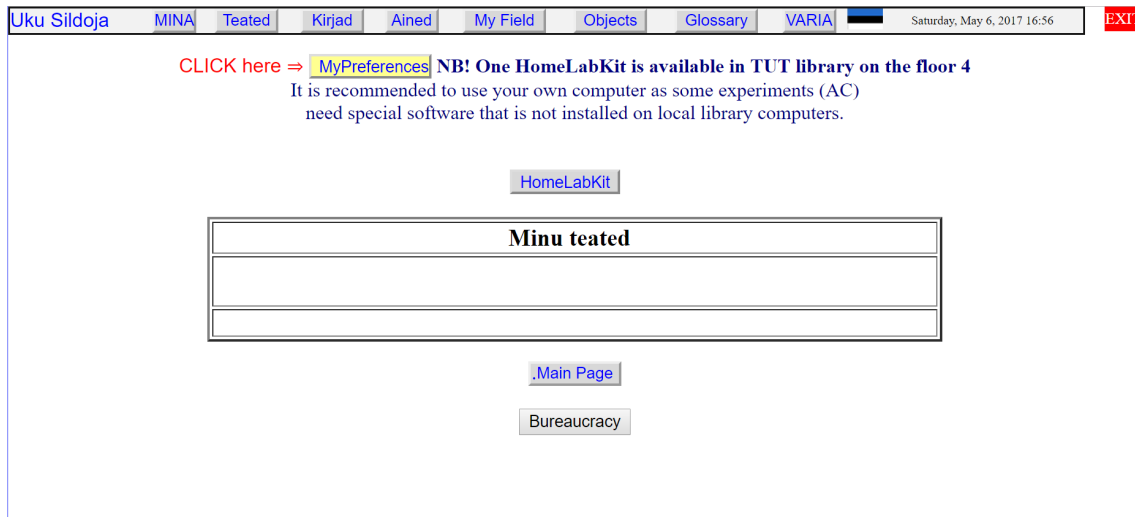 Uku Sildoja MINA Teated Kirjad Ained My Field Objects Glossary VARIA Saturday, May 6, 2017 16:56
CLICK here ⇒ MyPreferences NB! One HomeLabKit is available in TUT library on the floor 4
It is recommended to use your own computer as some experiments (AC)
need special software that is not installed on local library computers.
HomeLabKit
Minu teated
.Main Page
Bureaucracy